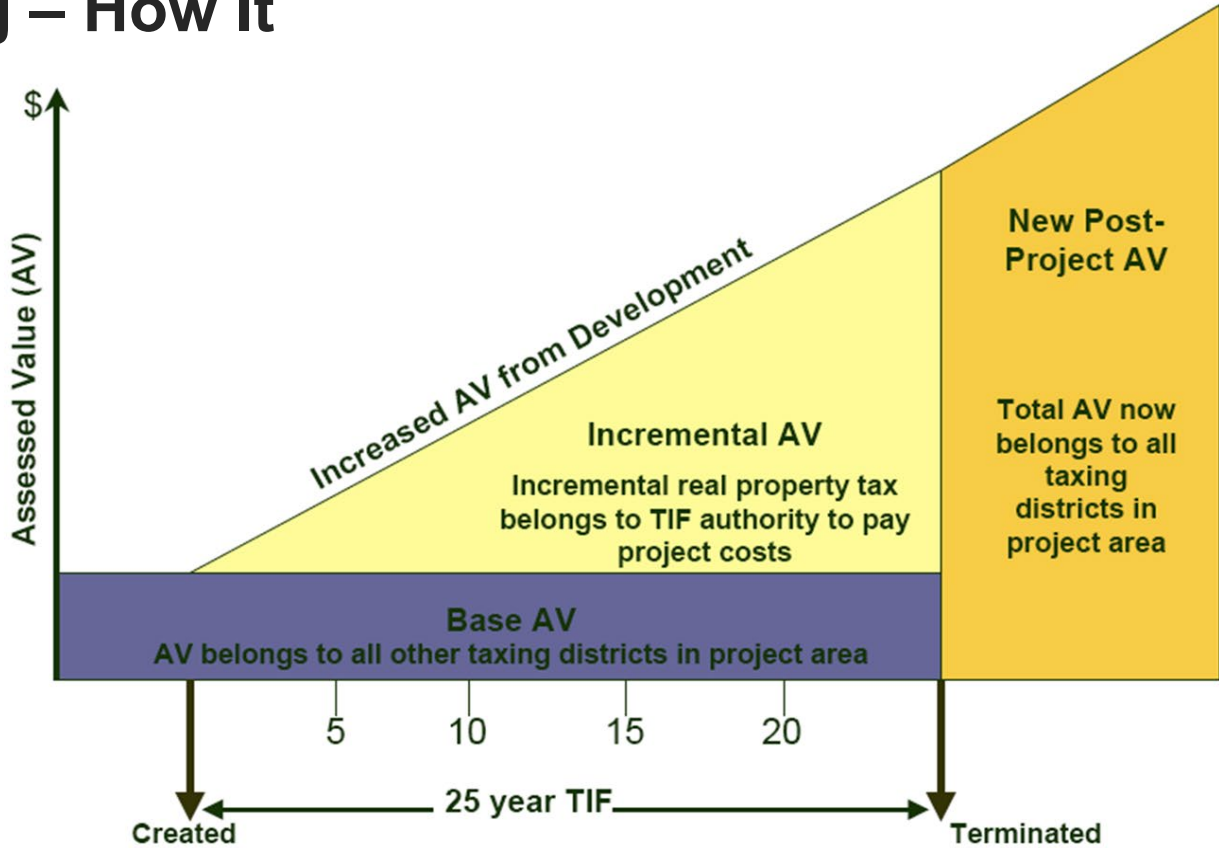 – How It
$
Assessed Value (AV)
Increased AV from Development
New Post-
Project AV
Total AV now
belongs to all
taxing
districts in
project area
Incremental AV
Incremental real property tax
belongs to TIF authority to pay
project costs
Base AV
AV belongs to all other taxing districts in project area
5 10 15 20
25 year TIF
Created
Terminated